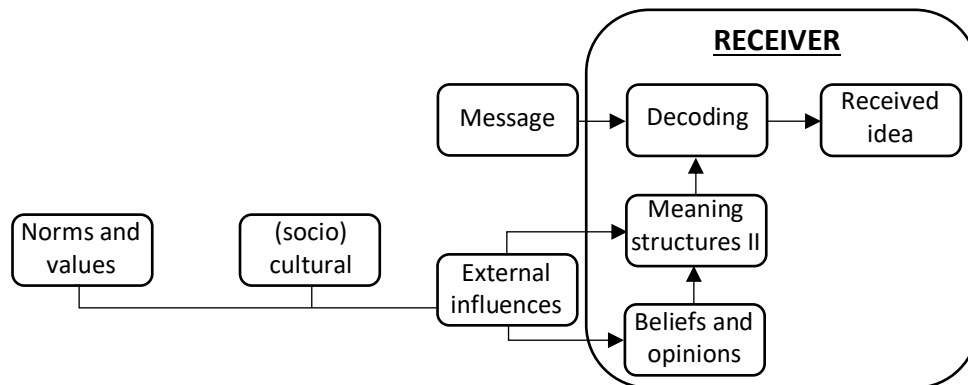 RECEIVER
Message
Decoding
Received
idea
Norms and
values
(socio)
cultural
External
influences
Meaning
structures II
Beliefs and
opinions